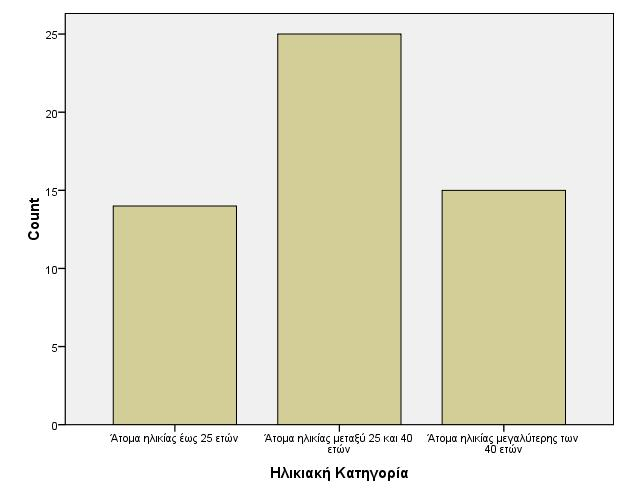 25
20
15
10
5
0
Count
Άτομα ηλικίας έως 25 ετών
Άτομα ηλικίας μεταξύ 25 και 40
ετών
Άτομα ηλικίας μεγαλύτερης των
40 ετών
Ηλικιακή Κατηγορία